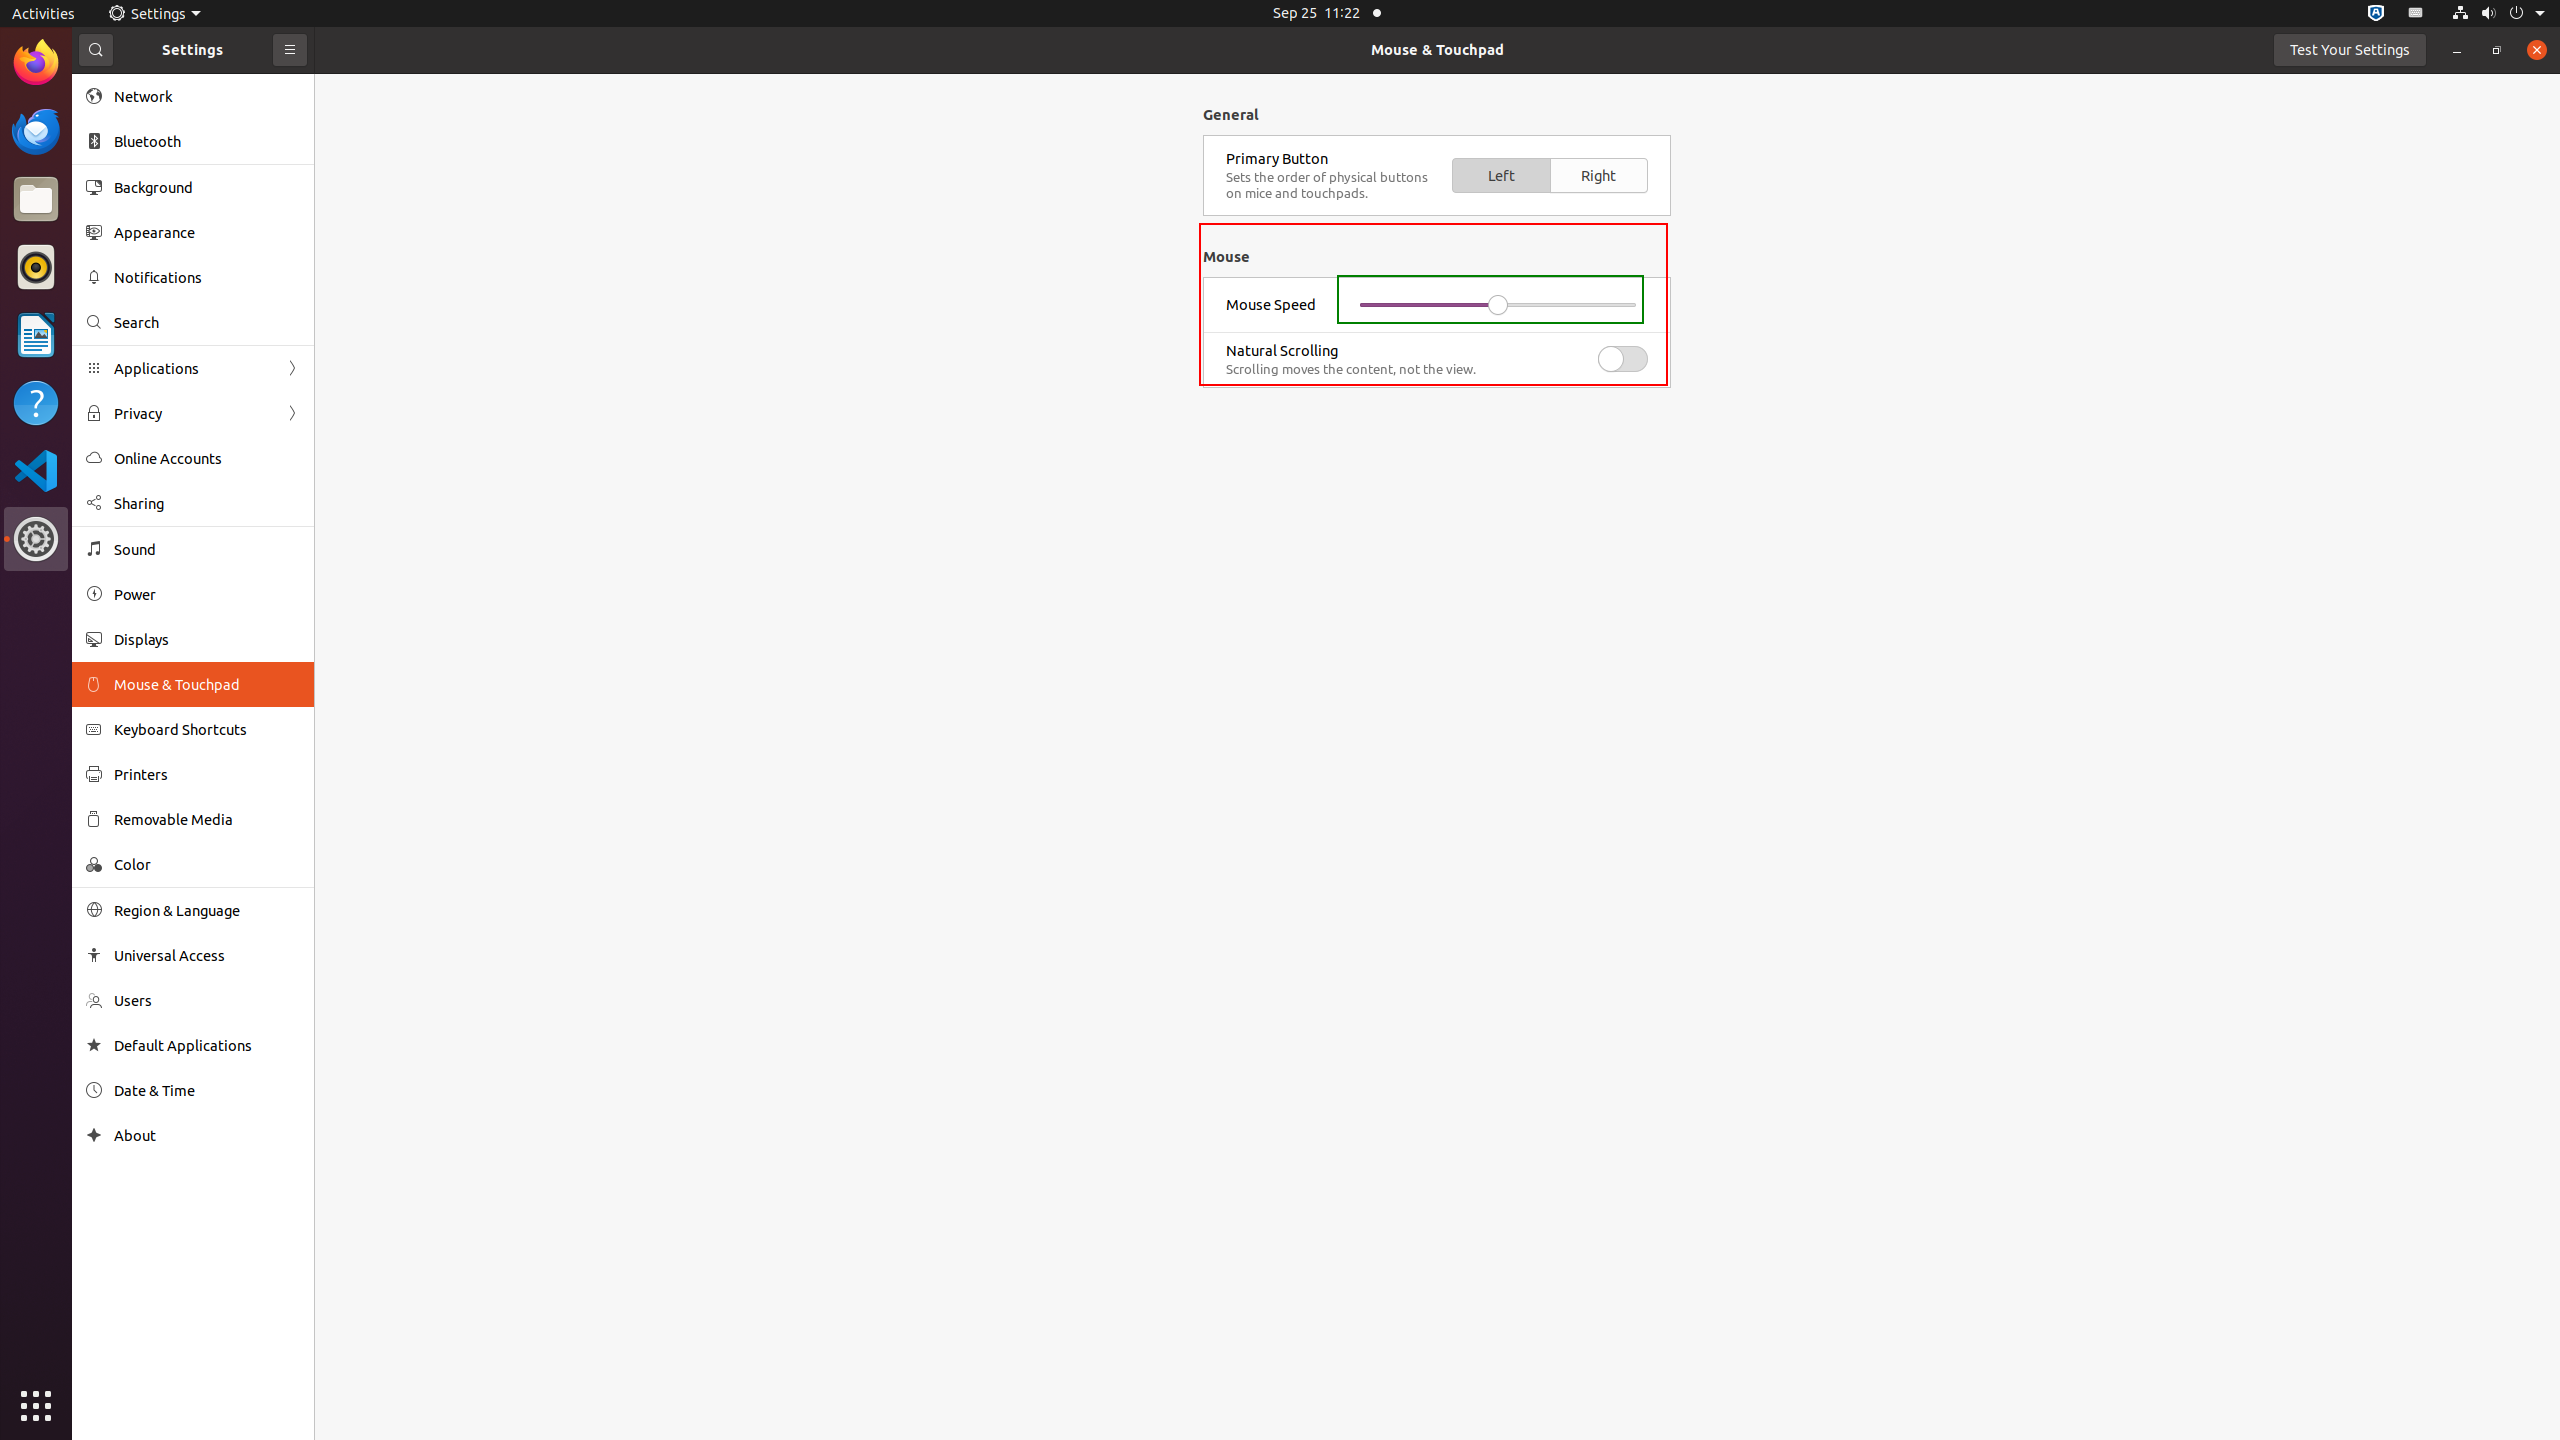 Activities
Settings
Sep 25 11:22
Settings
Mouse & Touchpad
Test Your Settings
Network
Bluetooth
Background
Appearance
Notifications
Search
Applications
Privacy
Online Accounts
Sharing
Sound
Power
Displays
Mouse & Touchpad
Keyboard Shortcuts
Printers
Removable Media
Color
Region & Language
Universal Access
Users
Default Applications
Date & Time
About
General
Primary Button
Sets the order of physical buttons
on mice and touchpads.
Left
Right
Mouse
Mouse Speed
Natural Scrolling
Scrolling moves the content, not the view.